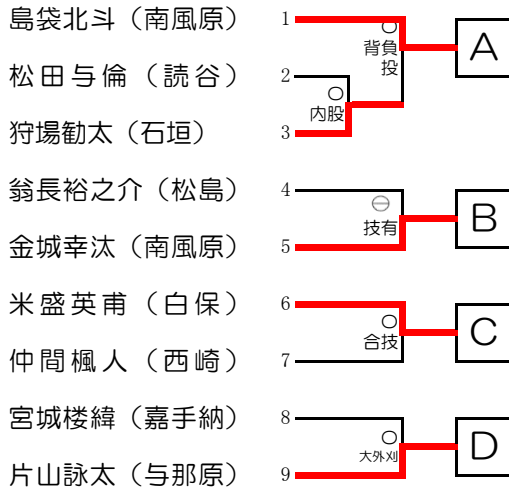 島袋北斗（南風原） 1
○
背負
投
A
松田与倫（読谷） 2
○
内股
狩場勧太（石垣） 3
翁長裕之介（松島） 4
⊖
技有
B
金城幸汰（南風原） 5
米盛英甫（白保） 6
○
合技
C
仲間楓人（西崎） 7
宮城楼緯（嘉手納） 8
○
大外刈
D
片山詠太（与那原） 9